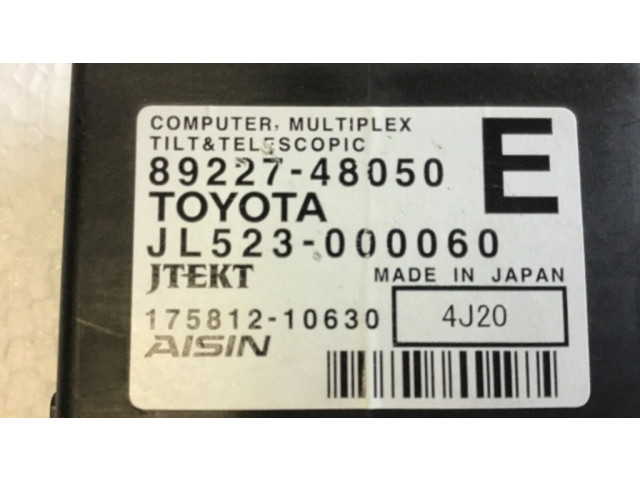 COMPUTER, MULTIPLEX
TILT&TELESCOPIC
E
89227-48050
TOYOTA
JL523-000060
JTEKT MADE IN JAPAN
175812-10630 4J20
AISIN